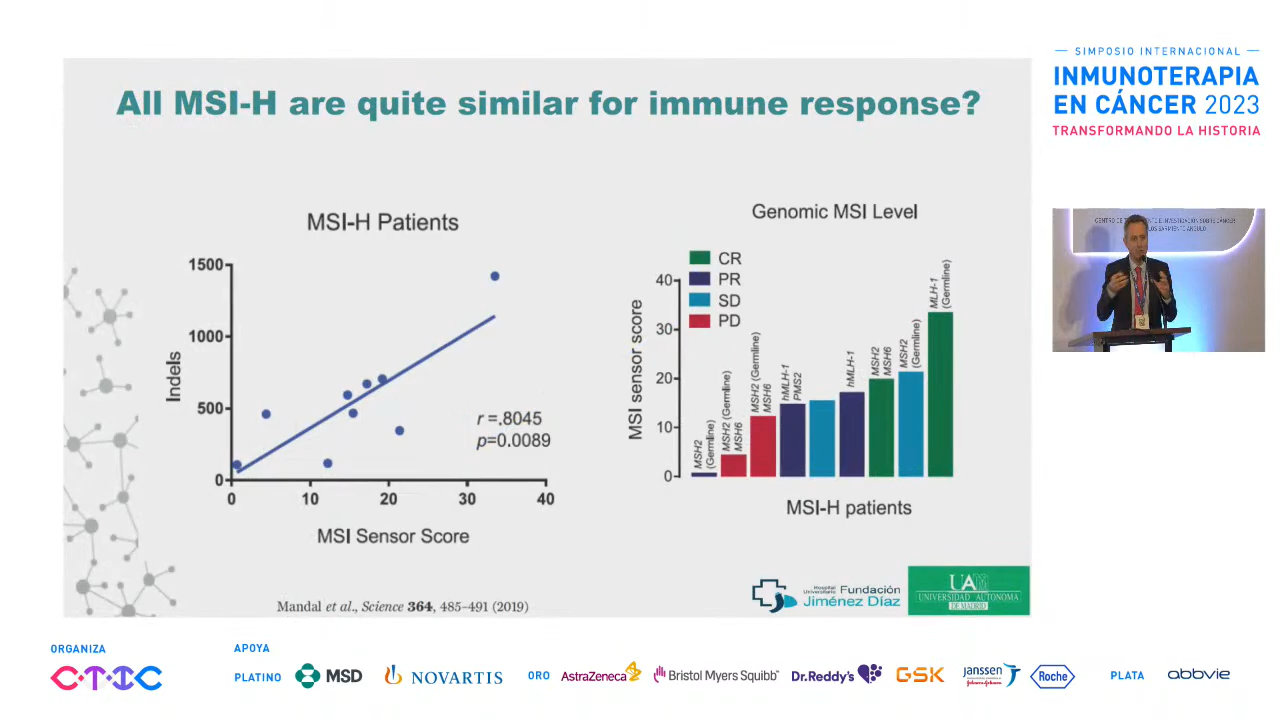 All MSI-H are quite similar for immune response?
MSI-H Patients
1500
1000
500
0
0
10
20
30
40
Indels
r =.8045
p=0.0089
MSI Sensor Score
Genomic MSI Level
CR
PR
SD
PD
40
30
20
10
0
MSI sensor score
MSH2
(Germline)
MSH2 (Germline)
MSH6
MSH2 (Germline)
MSH6
hMLH-1
PMS2
hMLH-1
MSH2
MSH6
MSH2
(Germline)
MLH-1
(Germline)
MSI-H patients
Mandal et al., Science 364, 485–491 (2019)
Hospital
Universitario
Fundación
Jiménez Díaz
UAM
UNIVERSIDAD AUTONOMA
DE MADRID
SIMPOSIO INTERNACIONAL
INMUNOTERAPIA
EN CÁNCER 2023
TRANSFORMANDO LA HISTORIA
ORGANIZA
CTIC
APOYA
PLATINO
MSD
NOVARTIS
ORO
AstraZeneca
Bristol Myers Squibb™
Dr.Reddy's
GSK
Janssen
Johnson&Johnson
Roche
PLATA
abbvie